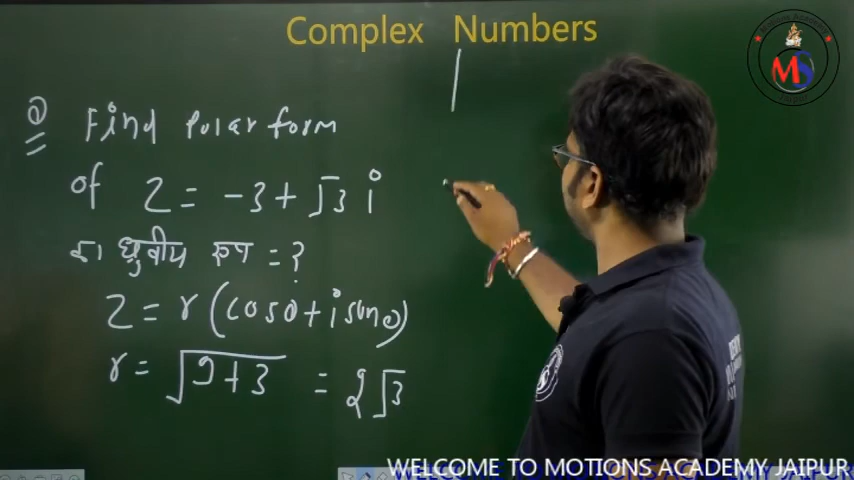 Complex Numbers
MS
Q Find Polar form
of Z = -3 + √3 i
का ध्रुवीय रूप = ?
Z = r (cosθ + i sinθ)
r = √9+3 = 2√3
WELCOME TO MOTIONS ACADEMY JAIPUR